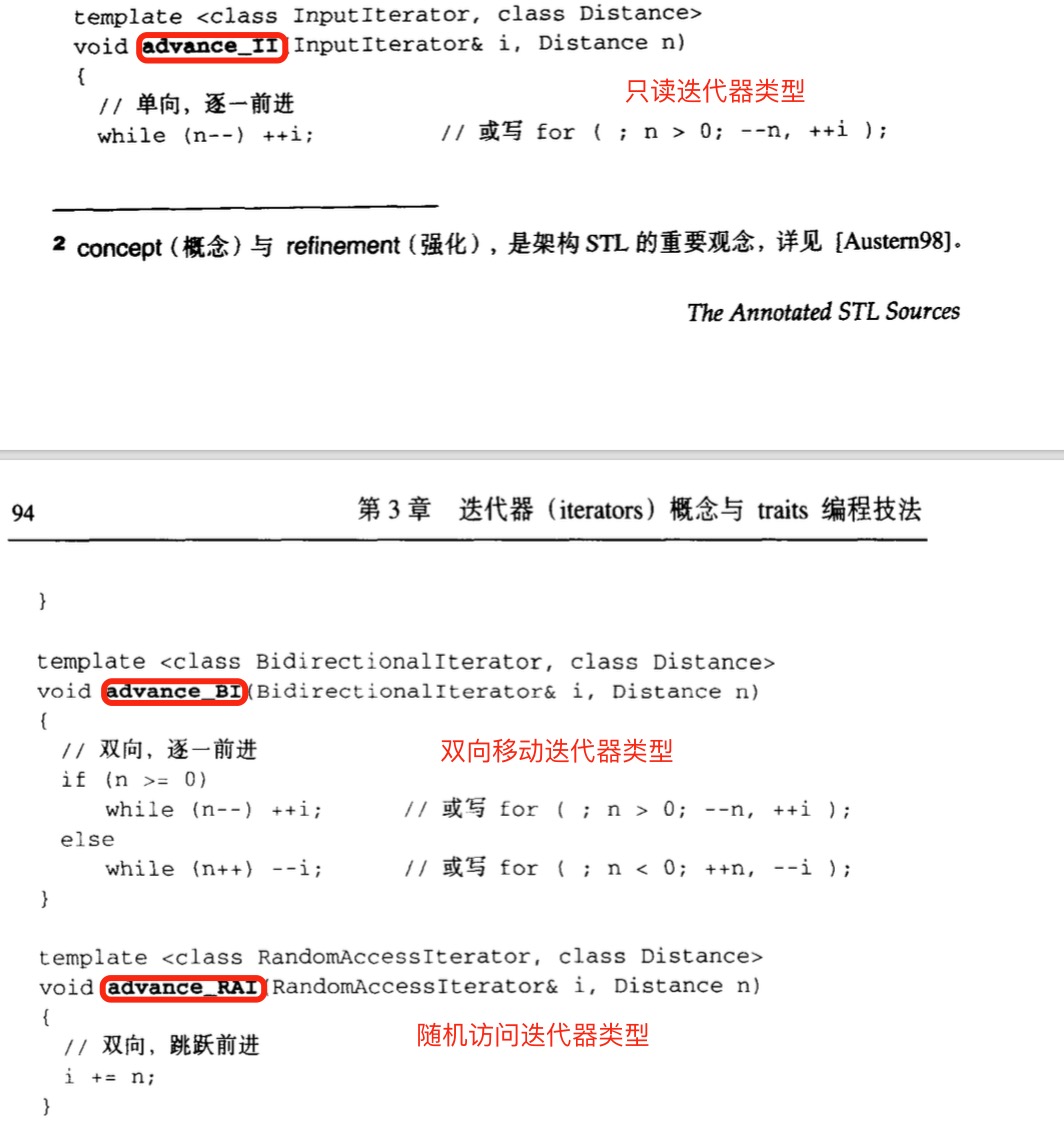 template <class InputIterator, class Distance>
void advance_II(InputIterator& i, Distance n)
{
// 单向，逐一前进
只读迭代器类型
while (n--) ++i; // 或写 for ( ; n > 0; --n, ++i );
2 concept（概念）与 refinement（强化），是架构 STL 的重要观念，详见 [Austern98]。
The Annotated STL Sources
94 第 3 章 迭代器（iterators）概念与 traits 编程技法
}
template <class BidirectionalIterator, class Distance>
void advance_BI(BidirectionalIterator& i, Distance n)
{
// 双向，逐一前进 双向移动迭代器类型
if (n >= 0)
while (n--) ++i; // 或写 for ( ; n > 0; --n, ++i );
else
while (n++) --i; // 或写 for ( ; n < 0; ++n, --i );
}
template <class RandomAccessIterator, class Distance>
void advance_RAI(RandomAccessIterator& i, Distance n)
{
// 双向，跳跃前进 随机访问迭代器类型
i += n;
}